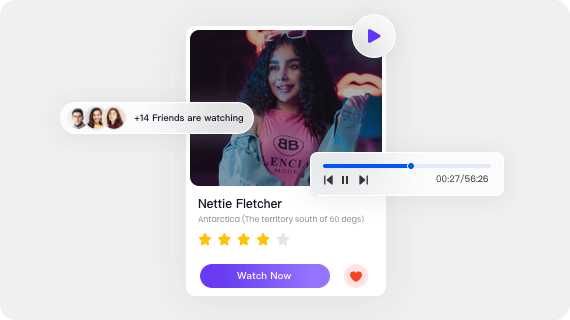 +14 Friends are watching
BB
MODE
00:27/56:26
Nettie Fletcher
Antarctica (The territory south of 60 degs)
Watch Now